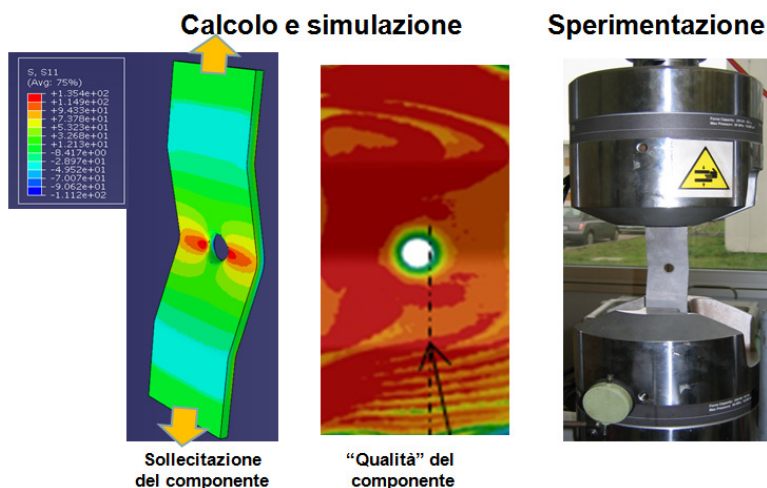 Calcolo e simulazione
Sperimentazione
S, S11
(Avg: 75%)
+1.354e+02
+1.149e+02
+9.433e+01
+7.378e+01
+5.323e+01
+3.268e+01
+1.213e+01
-8.417e+00
-2.897e+01
-4.952e+01
-7.007e+01
-9.062e+01
-1.112e+02
Sollecitazione
del componente
“Qualità” del
componente